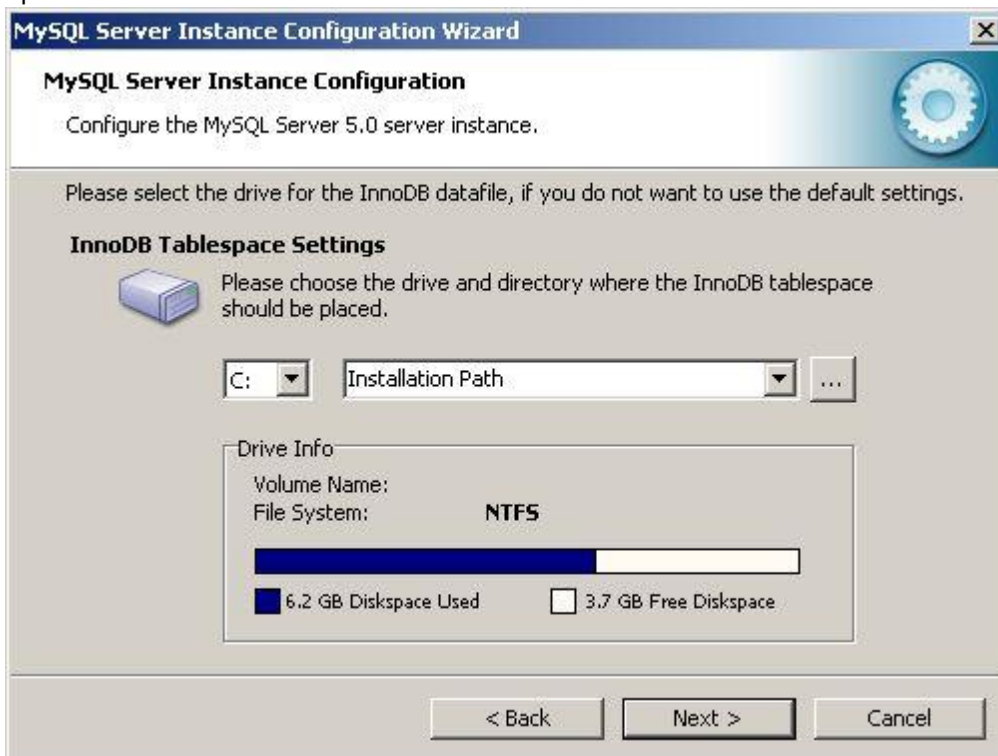 MySQL Server Instance Configuration Wizard
MySQL Server Instance Configuration
Configure the MySQL Server 5.0 server instance.
Please select the drive for the InnoDB datafile, if you do not want to use the default settings.
InnoDB Tablespace Settings
Please choose the drive and directory where the InnoDB tablespace
should be placed.
C: Installation Path ...
Drive Info
Volume Name:
File System: NTFS
6.2 GB Diskspace Used 3.7 GB Free Diskspace
< Back Next > Cancel